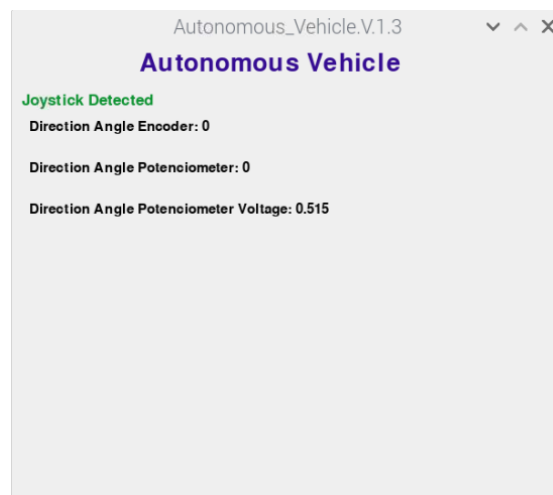 Autonomous_Vehicle.V.1.3
Autonomous Vehicle
Joystick Detected
Direction Angle Encoder: 0
Direction Angle Potenciometer: 0
Direction Angle Potenciometer Voltage: 0.515